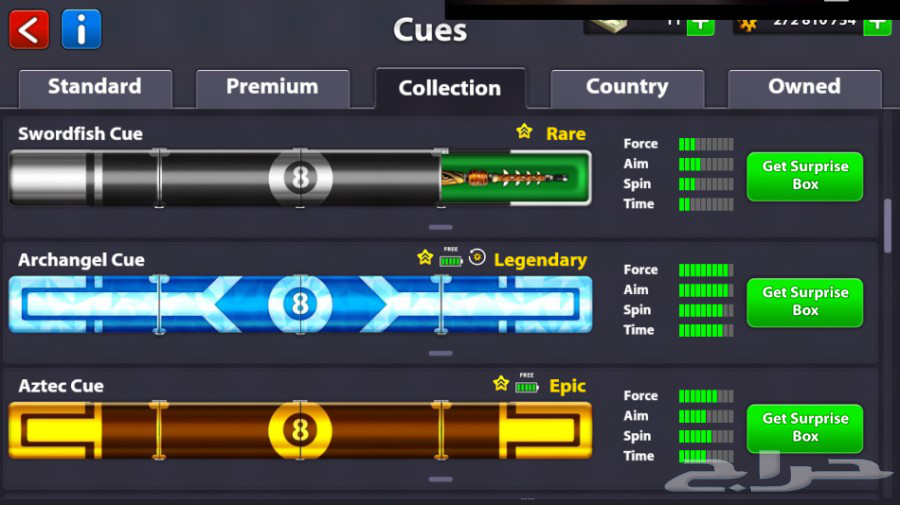 Cues
Standard
Premium
Collection
Country
Owned
Swordfish Cue
Rare
8
Force
Aim
Spin
Time
Get Surprise
Box
Archangel Cue
FREE
Legendary
8
Force
Aim
Spin
Time
Get Surprise
Box
Aztec Cue
FREE
Epic
8
Force
Aim
Spin
Time
Get Surprise
Box
حراج